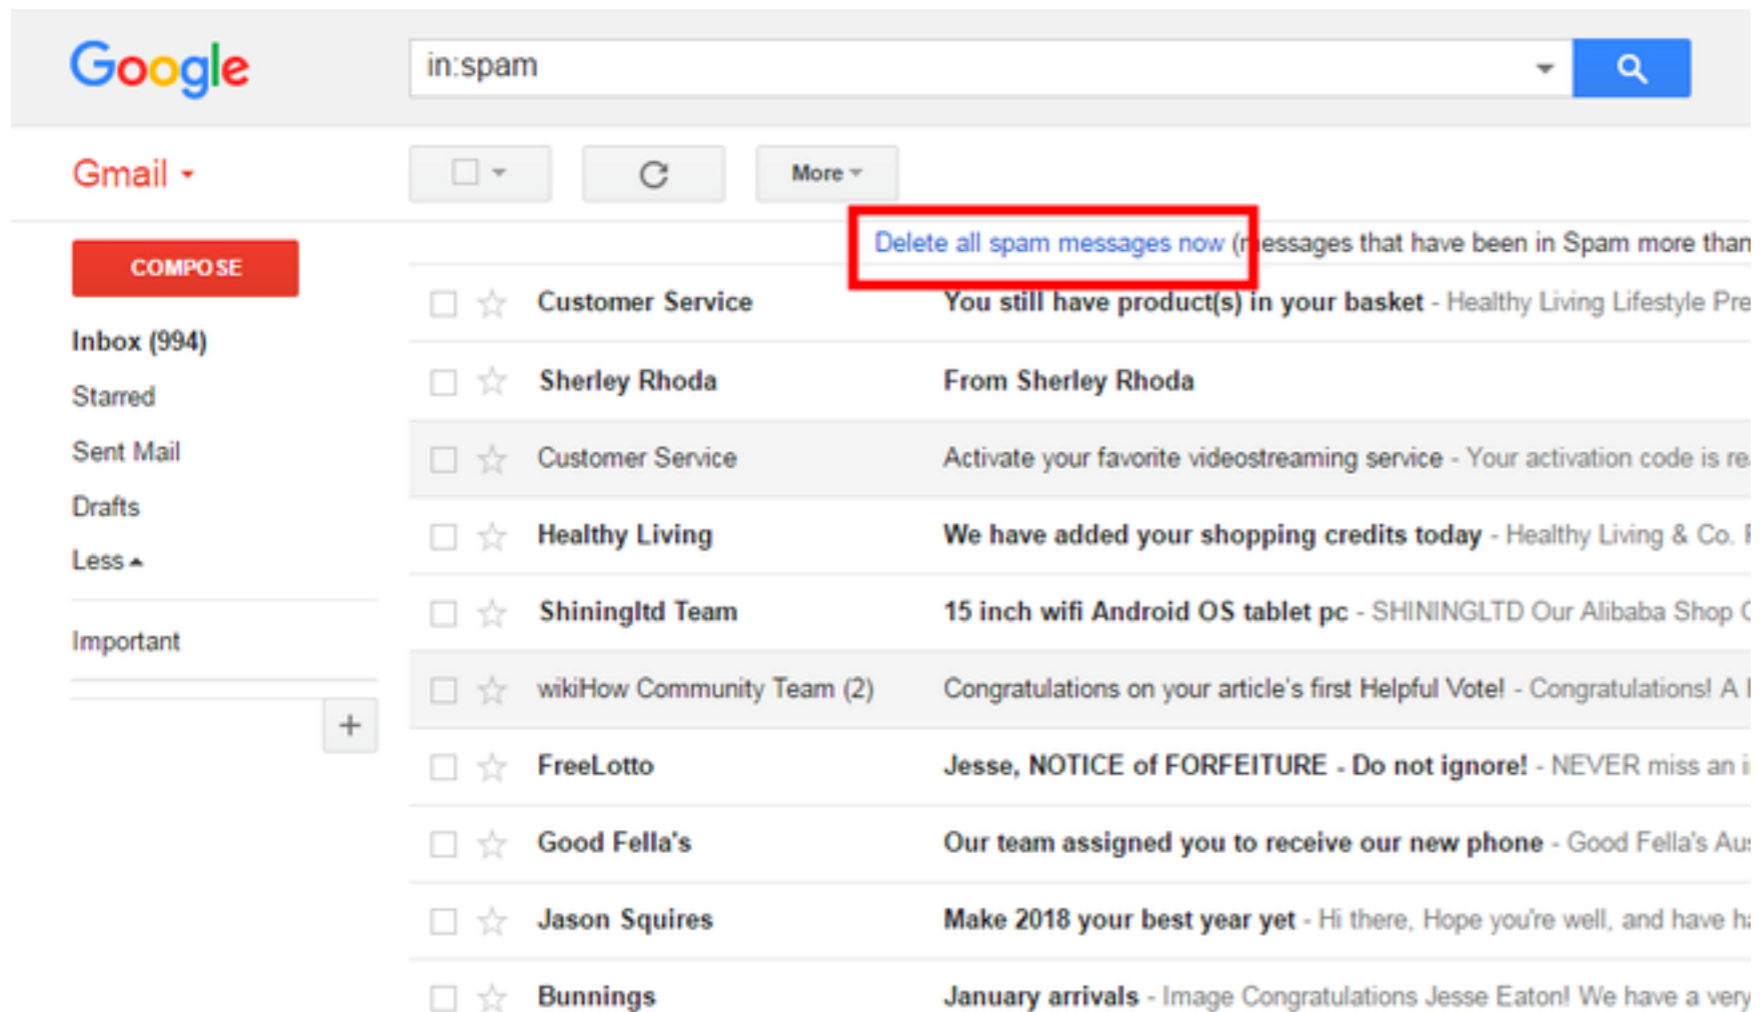 Google
in:spam
Gmail
More
Delete all spam messages now (messages that have been in Spam more than
COMPOSE
Inbox (994)
Starred
Sent Mail
Drafts
Less
Important
+
Customer Service You still have product(s) in your basket - Healthy Living Lifestyle
Sherley Rhoda From Sherley Rhoda
Customer Service Activate your favorite videostreaming service - Your activation code is
Healthy Living We have added your shopping credits today - Healthy Living & Co.
Shiningltd Team 15 inch wifi Android OS tablet pc - SHININGLTD Our Alibaba Shop
wikiHow Community Team (2) Congratulations on your article's first Helpful Vote! - Congratulations! A
FreeLotto Jesse, NOTICE of FORFEITURE - Do not ignore! - NEVER miss an
Good Fella's Our team assigned you to receive our new phone - Good Fella's
Jason Squires Make 2018 your best year yet - Hi there, Hope you're well, and have
Bunnings January arrivals - Image Congratulations Jesse Eaton! We have a very